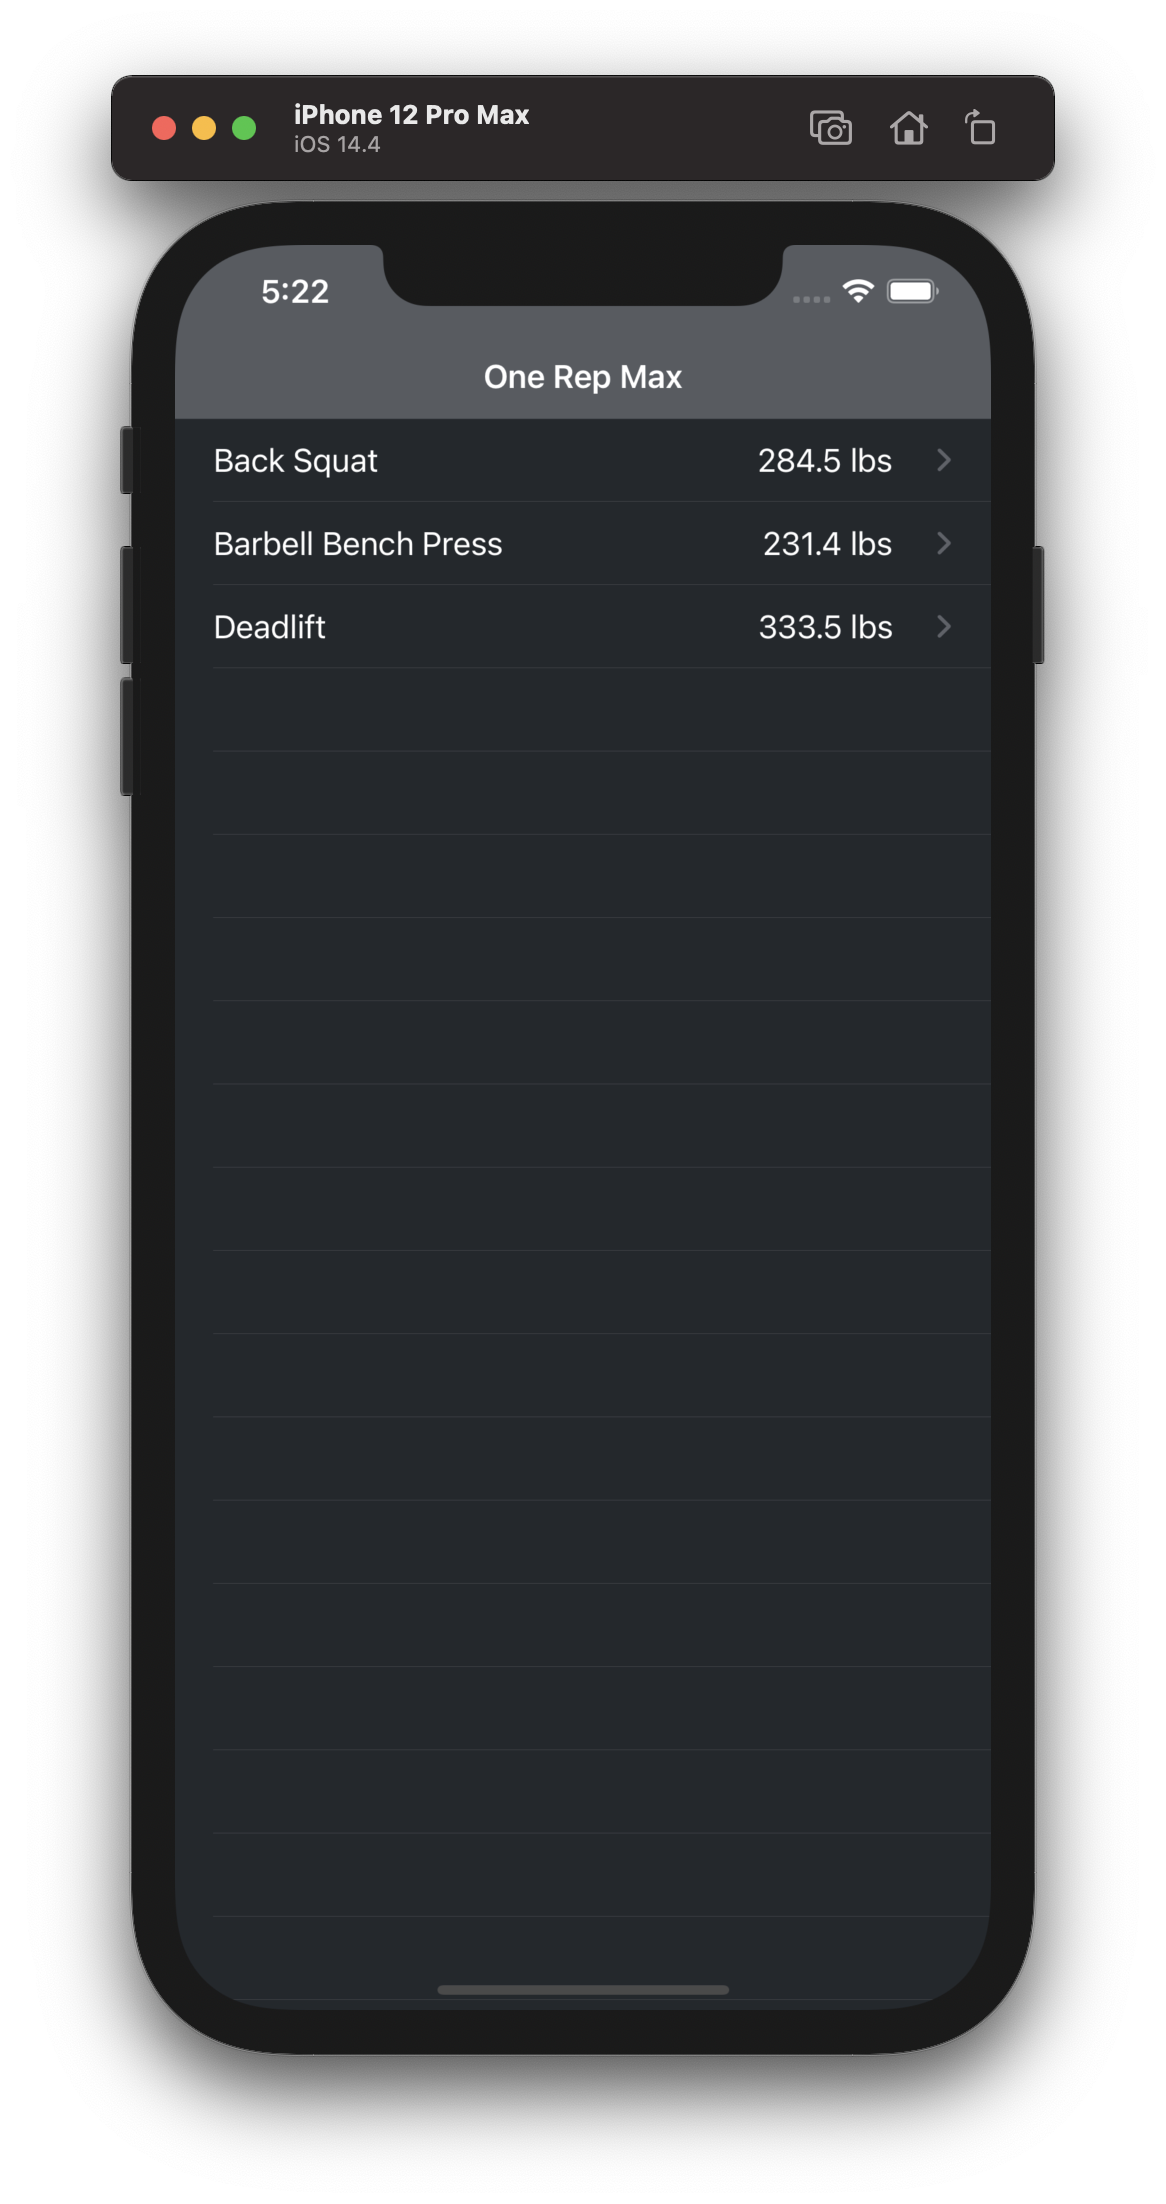 iPhone 12 Pro Max
iOS 14.4
5:22
One Rep Max
Back Squat 284.5 lbs
Barbell Bench Press 231.4 lbs
Deadlift 333.5 lbs